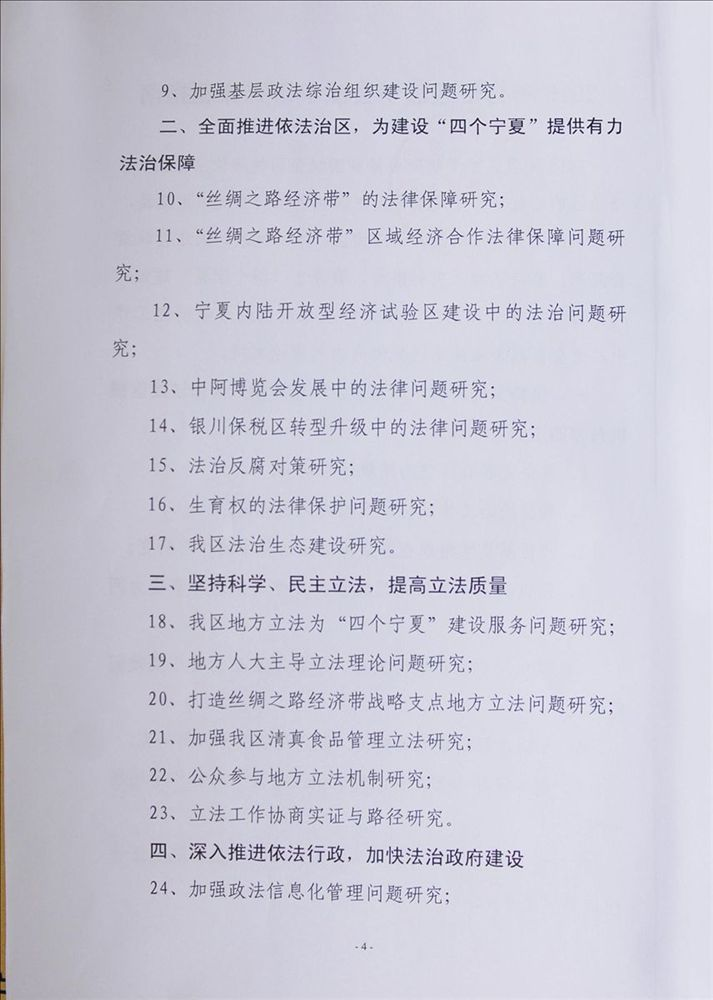 9、加强基层政法综治组织建设问题研究。
二、全面推进依法治区，为建设“四个宁夏”提供有力
法治保障
10、“丝绸之路经济带”的法律保障研究；
11、“丝绸之路经济带”区域经济合作法律保障问题研
究；
12、宁夏内陆开放型经济试验区建设中的法治问题研
究；
13、中阿博览会发展中的法律问题研究；
14、银川保税区转型升级中的法律问题研究；
15、法治反腐对策研究；
16、生育权的法律保护问题研究；
17、我区法治生态建设研究。
三、坚持科学、民主立法，提高立法质量
18、我区地方立法为“四个宁夏”建设服务问题研究；
19、地方人大主导立法理论问题研究；
20、打造丝绸之路经济带战略支点地方立法问题研究；
21、加强我区清真食品管理立法研究；
22、公众参与地方立法机制研究；
23、立法工作协商实证与路径研究。
四、深入推进依法行政，加快法治政府建设
24、加强政法信息化管理问题研究；
- 4 -